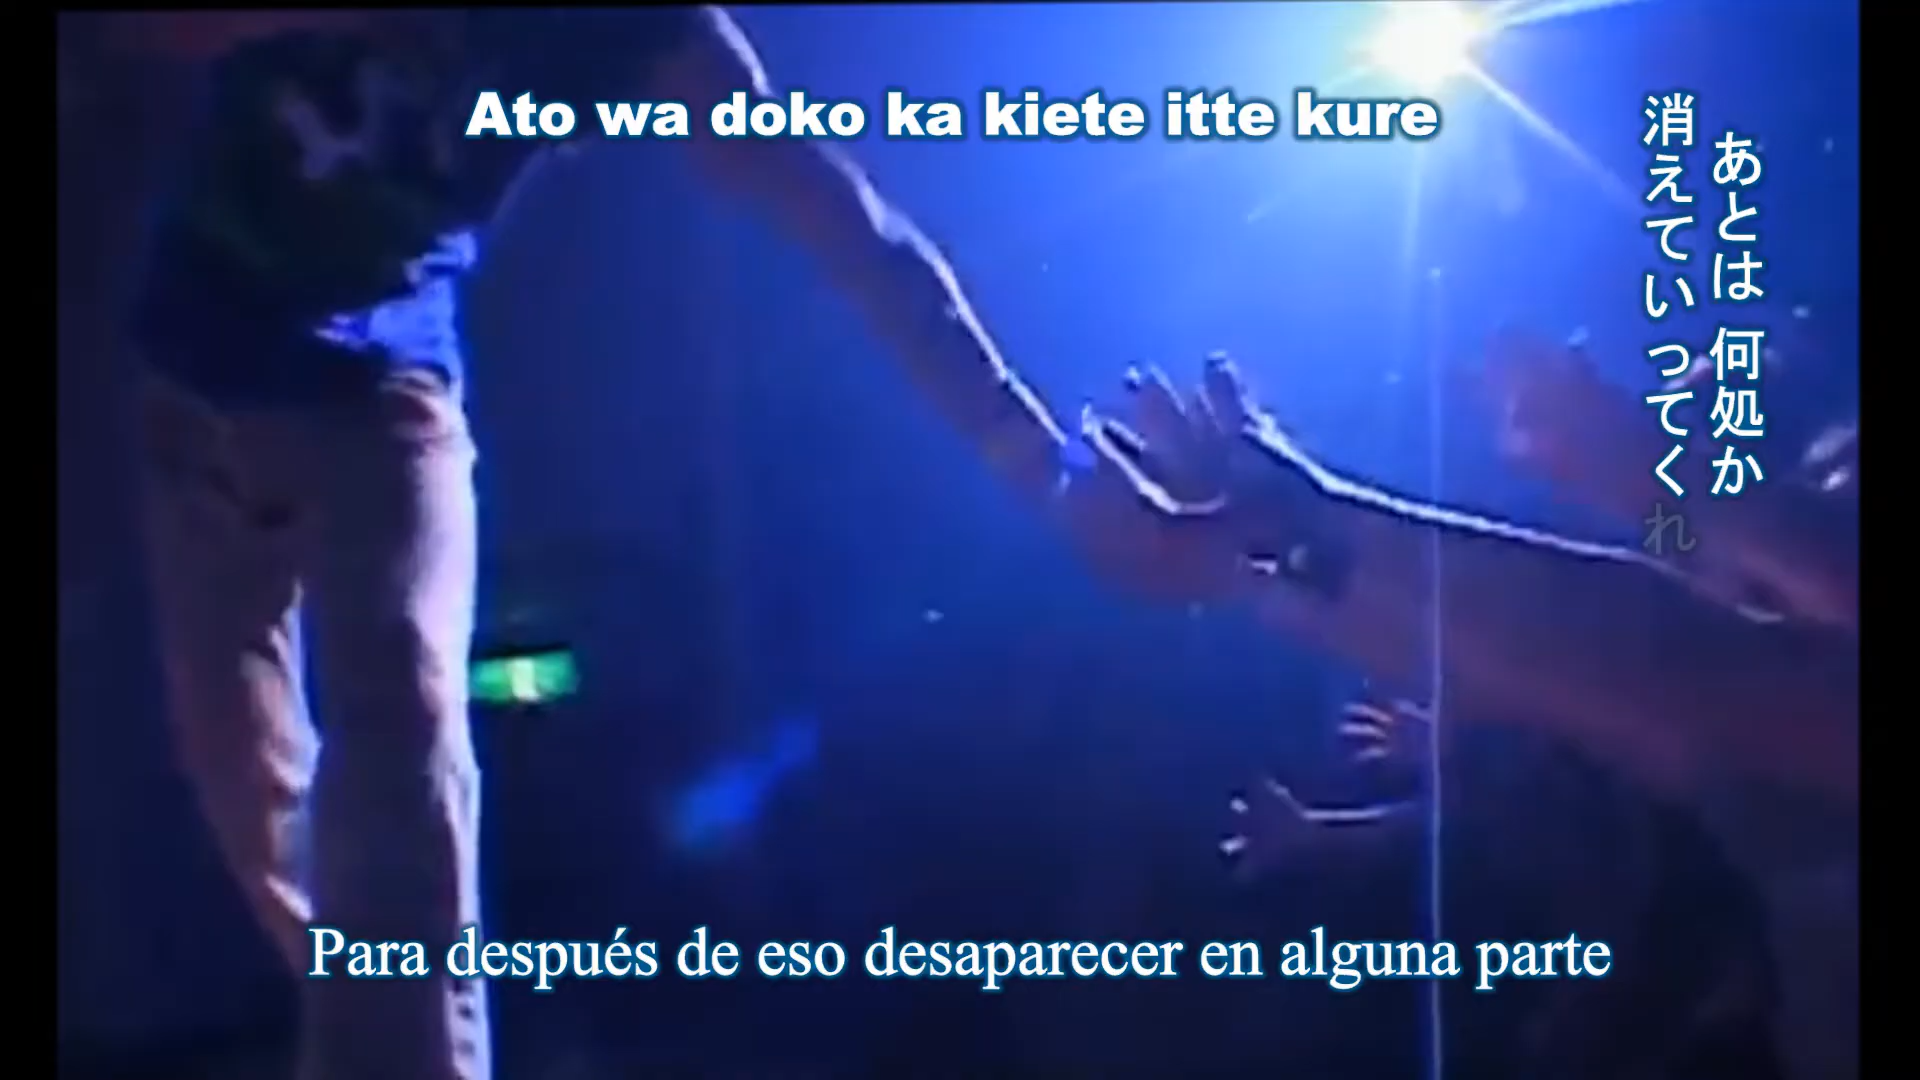 Ato wa doko ka kiete itte kure
あとは 何処か
消えていってくれ
Para después de eso desaparecer en alguna parte